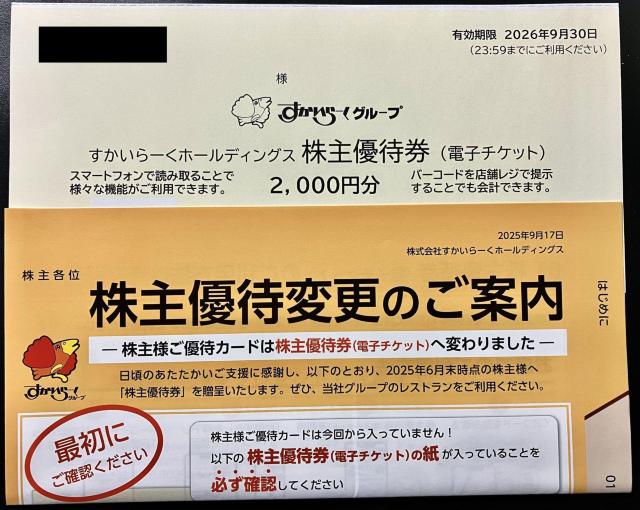 有効期限 2026年9月30日
(23:59までにご利用ください)
様
すかいらーくグループ
すかいらーくホールディングス 株主優待券(電子チケット)
スマートフォンで読み取ることで
様々な機能がご利用できます。
2,000円分
バーコードを店舗レジで提示
することでも会計できます。
2025年9月17日
株式会社すかいらーくホールディングス
株主各位
株主優待変更のご案内
― 株主様ご優待カードは株主優待券(電子チケット)へ変わりました ―
すかいらーくグループ
日頃のあたたかいご支援に感謝し、以下のとおり、2025年6月末時点の株主様へ
「株主優待券」を贈呈いたします。ぜひ、当社グループのレストランをご利用ください。
最初に
ご確認ください
株主様ご優待カードは今回から入っていません!
以下の 株主優待券(電子チケット)の紙 が入っていることを
必ず確認してください
はじめに
01